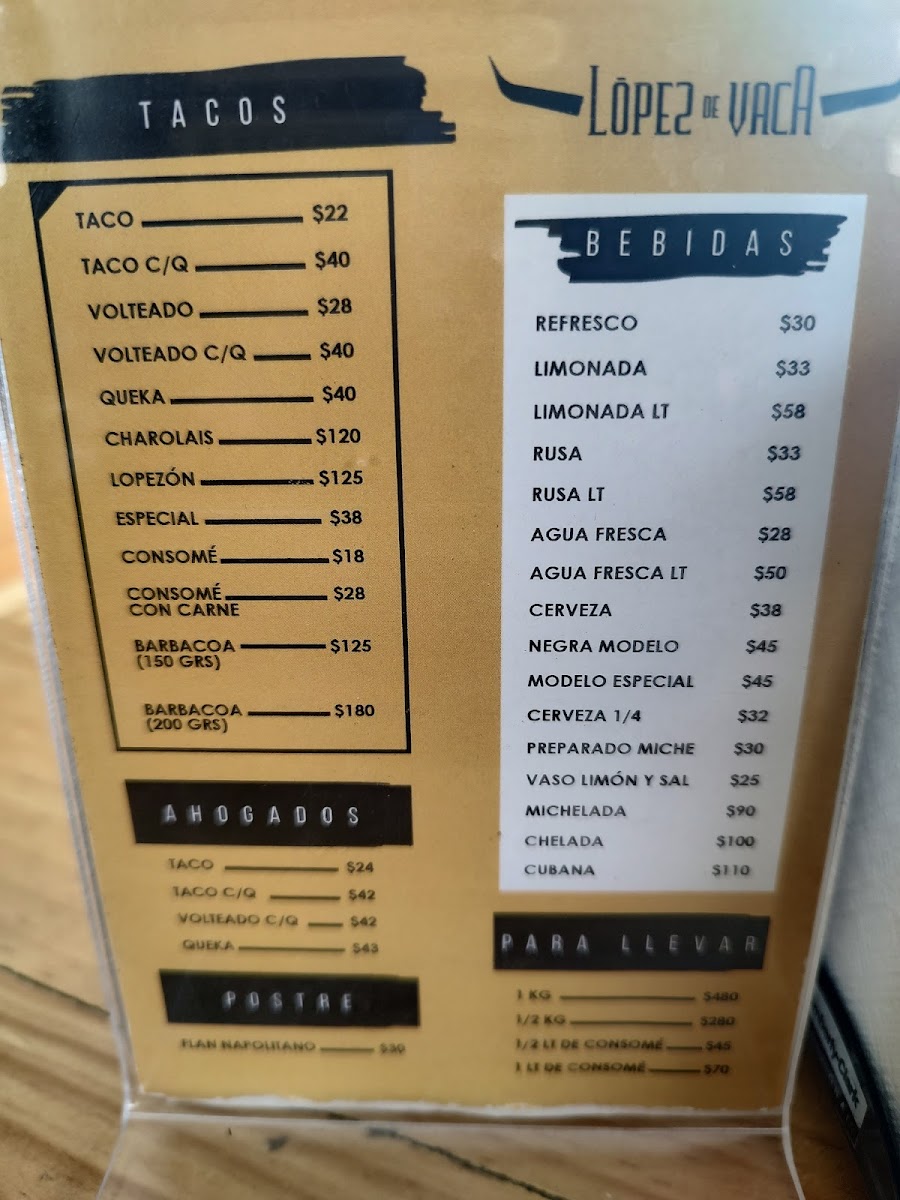 TACOS
TACO $22
TACO C/Q $40
VOLTEADO $28
VOLTEADO C/Q $40
QUEKA $40
CHAROLAIS $120
LOPEZÓN $125
ESPECIAL $38
CONSOMÉ $18
CONSOMÉ $28
CON CARNE
BARBACOA $125
(150 GRS)
BARBACOA $180
(200 GRS)
AHOGADOS
TACO $24
TACO C/Q $42
VOLTEADO C/Q $42
QUEKA $43
POSTRE
FLAN NAPOLITANO $30
LÓPEZ DE VACA
BEBIDAS
REFRESCO $30
LIMONADA $33
LIMONADA LT $58
RUSA $33
RUSA LT $58
AGUA FRESCA $28
AGUA FRESCA LT $50
CERVEZA $38
NEGRA MODELO $45
MODELO ESPECIAL $45
CERVEZA 1/4 $32
PREPARADO MICHE $30
VASO LIMÓN Y SAL $25
MICHELADA $90
CHELADA $100
CUBANA $110
PARA LLEVAR
1 KG $480
1/2 KG $280
1/2 LT DE CONSOMÉ $45
1 LT DE CONSOMÉ $70